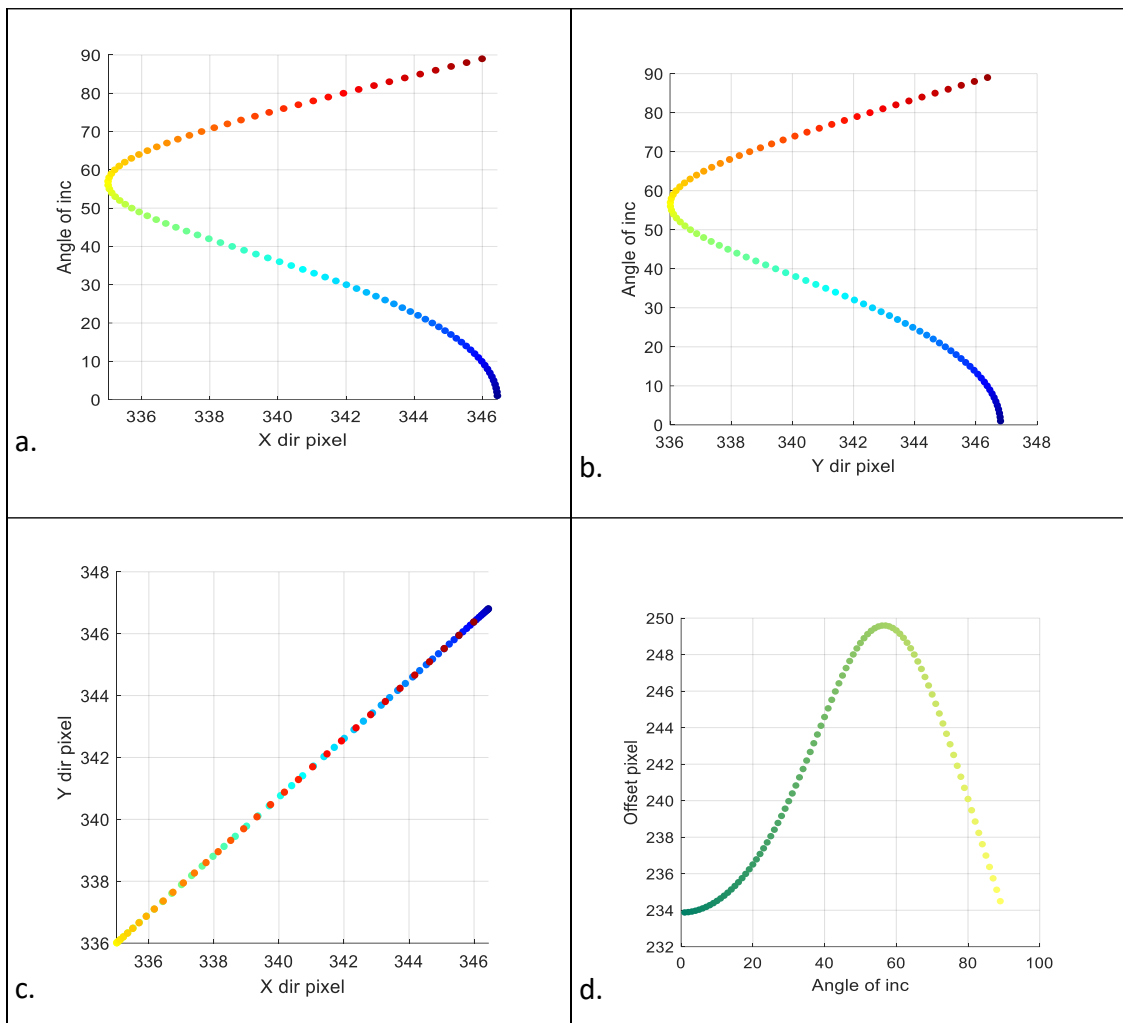 90
80
70
60
50
40
30
20
10
0
Angle of inc
336 338 340 342 344 346
X dir pixel
a.
90
80
70
60
50
40
30
20
10
0
Angle of inc
336 338 340 342 344 346 348
Y dir pixel
b.
348
346
344
342
340
338
336
Y dir pixel
336 338 340 342 344 346
X dir pixel
c.
250
248
246
244
242
240
238
236
234
232
Offset pixel
0 20 40 60 80 100
Angle of inc
d.